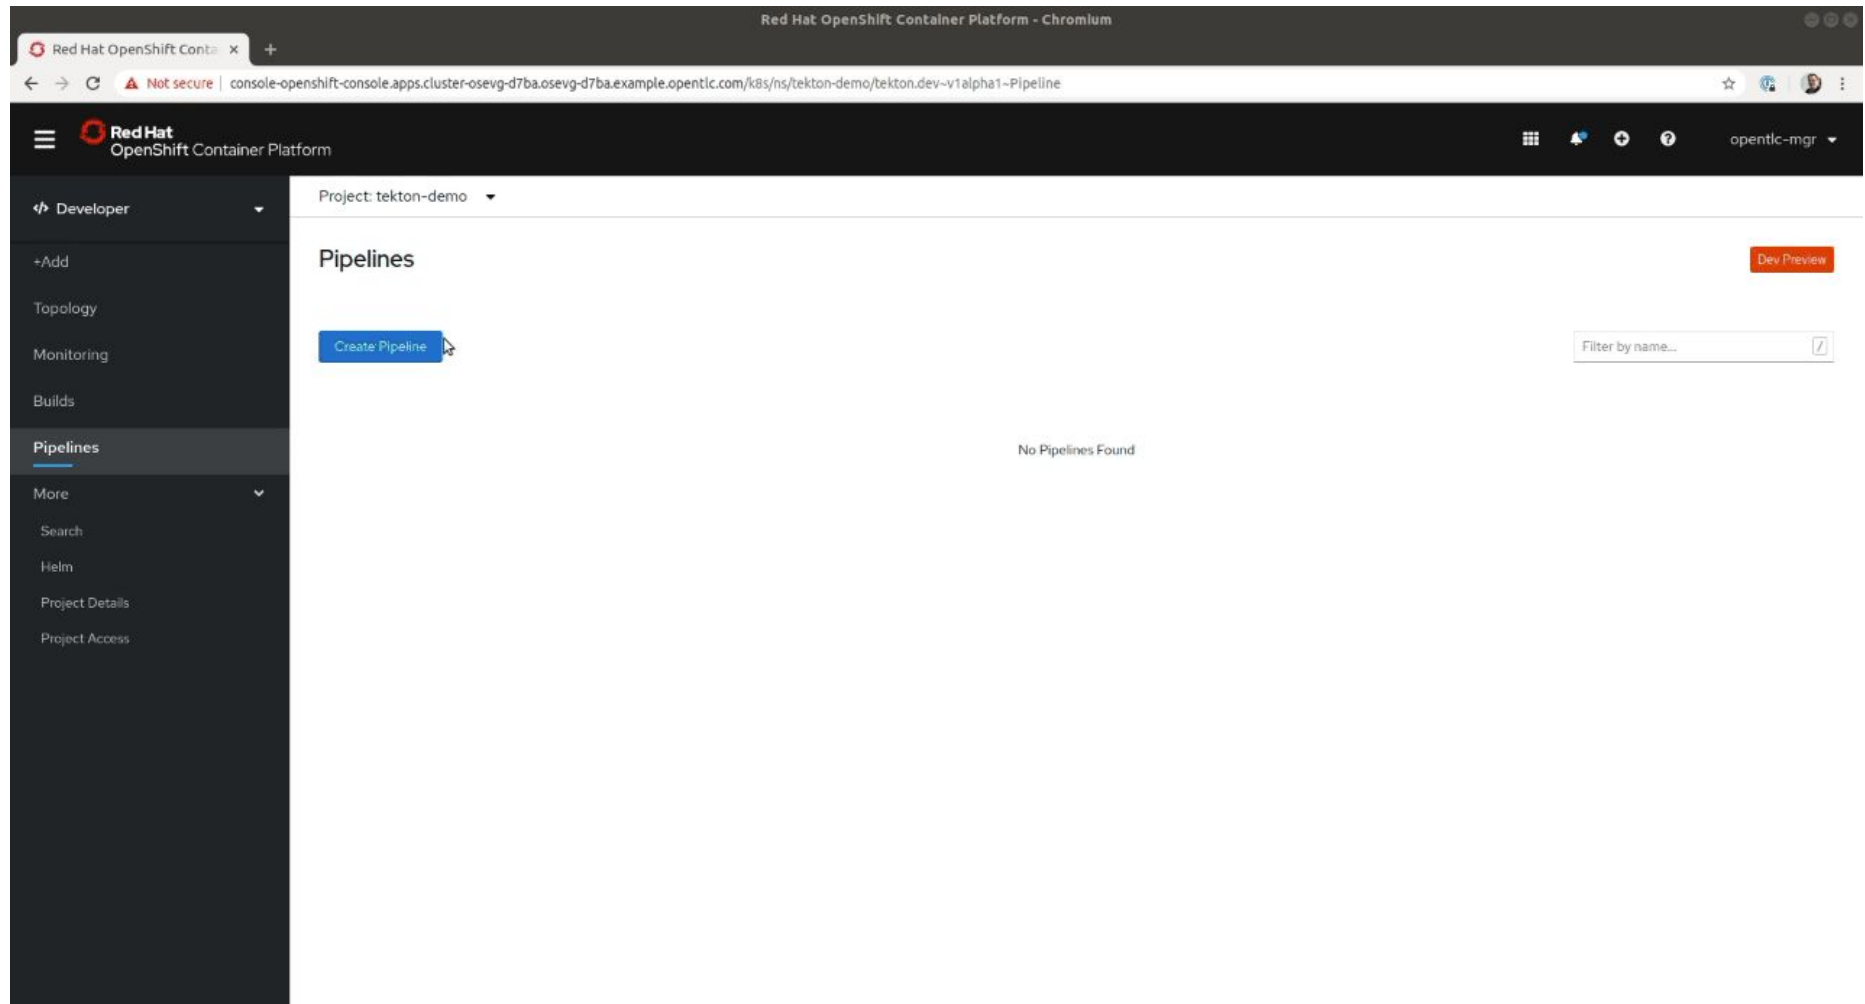 Red Hat OpenShift Container Platform - Chromium
Red Hat OpenShift Conta
Not secure | console-openshift-console.apps.cluster-osevg-d7ba.osevg-d7ba.example.opentlc.com/k8s/ns/tekton-demo/tekton.dev~v1alpha1~Pipeline
Red Hat
OpenShift Container Platform
opentlc-mgr
Developer
Project: tekton-demo
+Add
Pipelines
Dev Preview
Topology
Monitoring
Create Pipeline
Filter by name...
/
Builds
Pipelines
No Pipelines Found
More
Search
Helm
Project Details
Project Access